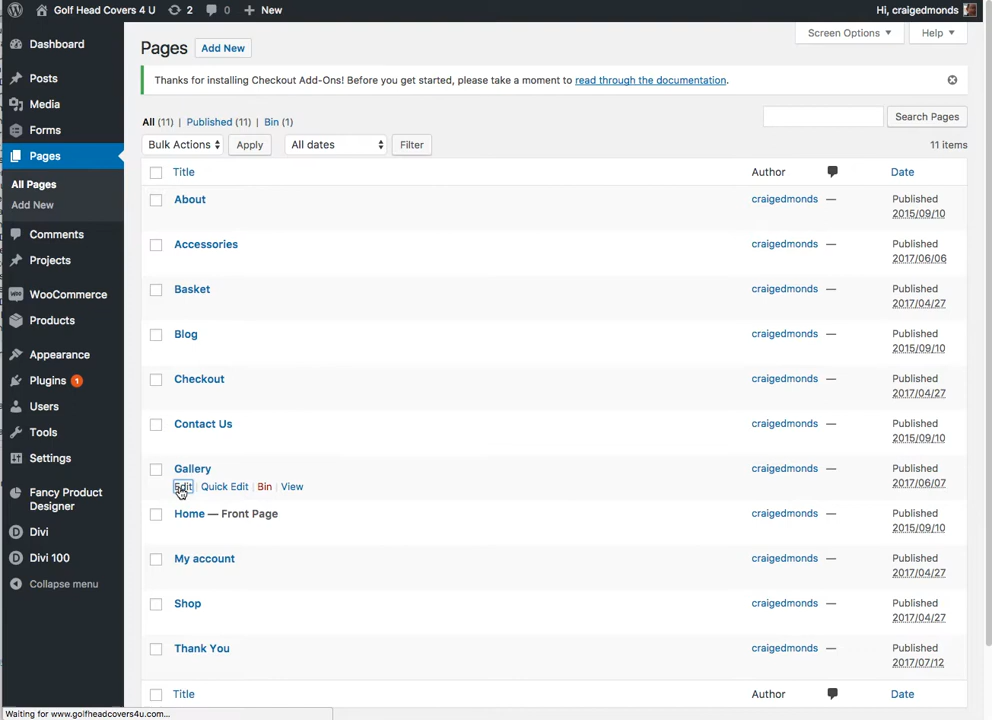 Golf Head Covers 4 U 2 0 New Hi, craigedmonds
Dashboard
Posts
Media
Forms
Pages
All Pages
Add New
Comments
Projects
WooCommerce
Products
Appearance
Plugins 1
Users
Tools
Settings
Fancy Product
Designer
Divi
Divi 100
Collapse menu
Screen Options Help
Pages Add New
Thanks for installing Checkout Add-Ons! Before you get started, please take a moment to read through the documentation.
All (11) | Published (11) | Bin (1)
Search Pages
Bulk Actions Apply All dates Filter 11 items
Title Author Date
About craigedmonds — Published
2015/09/10
Accessories craigedmonds — Published
2017/06/06
Basket craigedmonds — Published
2017/04/27
Blog craigedmonds — Published
2015/09/10
Checkout craigedmonds — Published
2017/04/27
Contact Us craigedmonds — Published
2015/09/10
Gallery craigedmonds — Published
Edit | Quick Edit | Bin | View 2017/06/07
Home — Front Page craigedmonds — Published
2015/09/10
My account craigedmonds — Published
2017/04/27
Shop craigedmonds — Published
2017/04/27
Thank You craigedmonds — Published
2017/07/12
Title Author Date
Waiting for www.golfheadcovers4u.com...